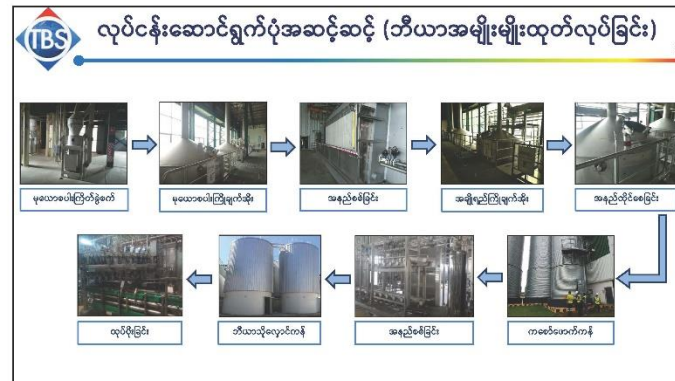 TBS
လုပ်ငန်းဆောင်ရွက်ပုံအဆင့်ဆင့် (ဘီယာအမျိုးမျိုးထုတ်လုပ်ခြင်း)
မုယောစပါးကြိတ်ခွဲစက်
မုယောစပါးကြိုချက်အိုး
အနည်စစ်ခြင်း
အချိုရည်ကြိုချက်အိုး
အနည်ထိုင်စေခြင်း
ကစော်ဖောက်ကန်
အနည်စစ်ခြင်း
ဘီယာသိုလှောင်ကန်
ထုပ်ပိုးခြင်း